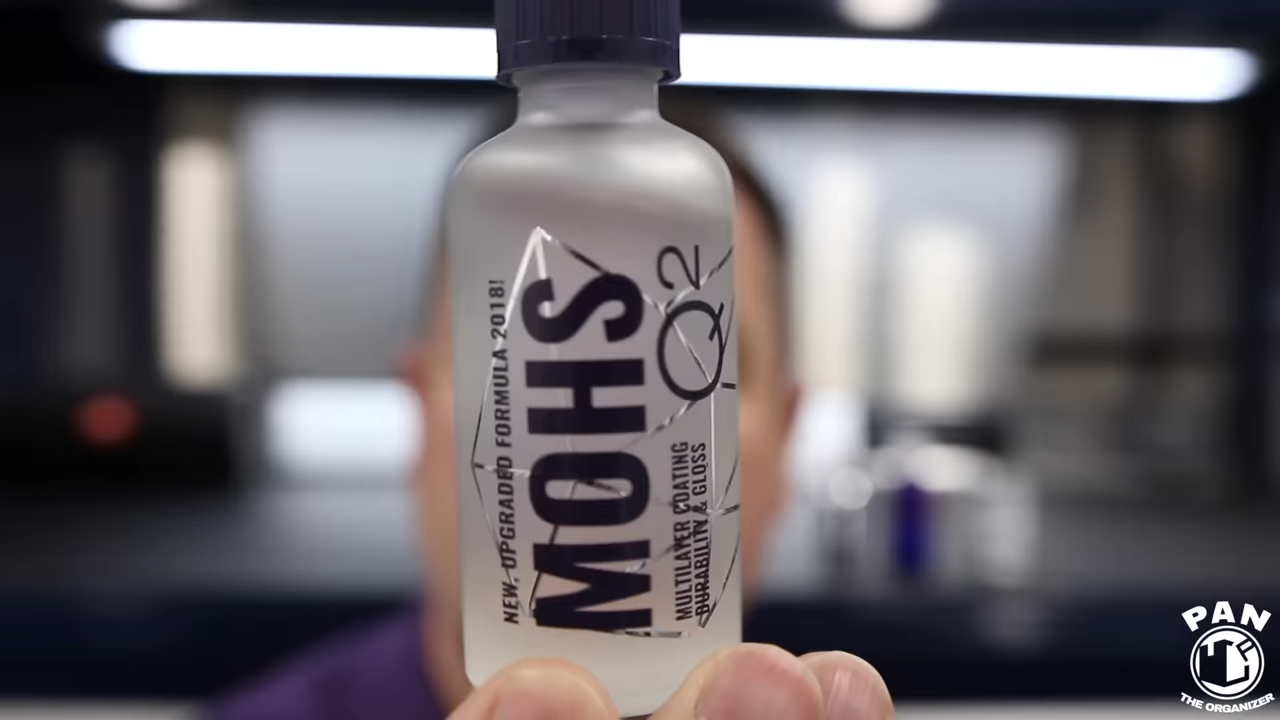 NEW, UPGRADED FORMULA 2018!
MOHS
Q2
MULTILAYER COATING
DURABILITY & GLOSS
PAN
THE ORGANIZER